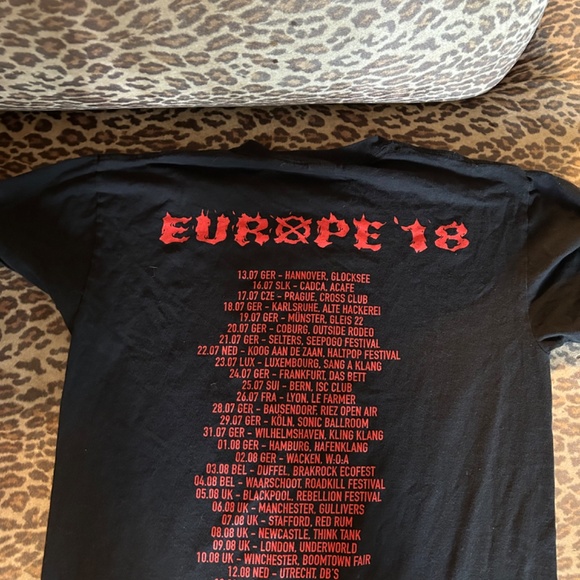 EUROPE '18
13.07 GER - HANNOVER, GLOCKSEE
16.07 SLK - CADCA, ACAFE
17.07 CZE - PRAGUE, CROSS CLUB
18.07 GER - KARLSRUHE, ALTE HACKEREI
19.07 GER - MÜNSTER, GLEIS 22
20.07 GER - COBURG, OUTSIDE RODEO
21.07 GER - SELTERS, SEEPOGO FESTIVAL
22.07 NED - KOOG AAN DE ZAAN, HALTPOP FESTIVAL
23.07 LUX - LUXEMBOURG, SANG A KLANG
24.07 GER - FRANKFURT, DAS BETT
25.07 SUI - BERN, ISC CLUB
26.07 FRA - LYON, LE FARMER
28.07 GER - BAUSENDORF, RIEZ OPEN AIR
29.07 GER - KÖLN, SONIC BALLROOM
31.07 GER - WILHELMSHAVEN, KLING KLANG
01.08 GER - HAMBURG, HAFENKLANG
02.08 GER - WACKEN, W:O:A
03.08 BEL - DUFFEL, BRAKROCK ECOFEST
04.08 BEL - WAARSCHOOT, ROADKILL FESTIVAL
05.08 UK - BLACKPOOL, REBELLION FESTIVAL
06.08 UK - MANCHESTER, GULLIVERS
07.08 UK - STAFFORD, RED RUM
08.08 UK - NEWCASTLE, THINK TANK
09.08 UK - LONDON, UNDERWORLD
10.08 UK - WINCHESTER, BOOMTOWN FAIR
12.08 NED - UTRECHT, DB'S